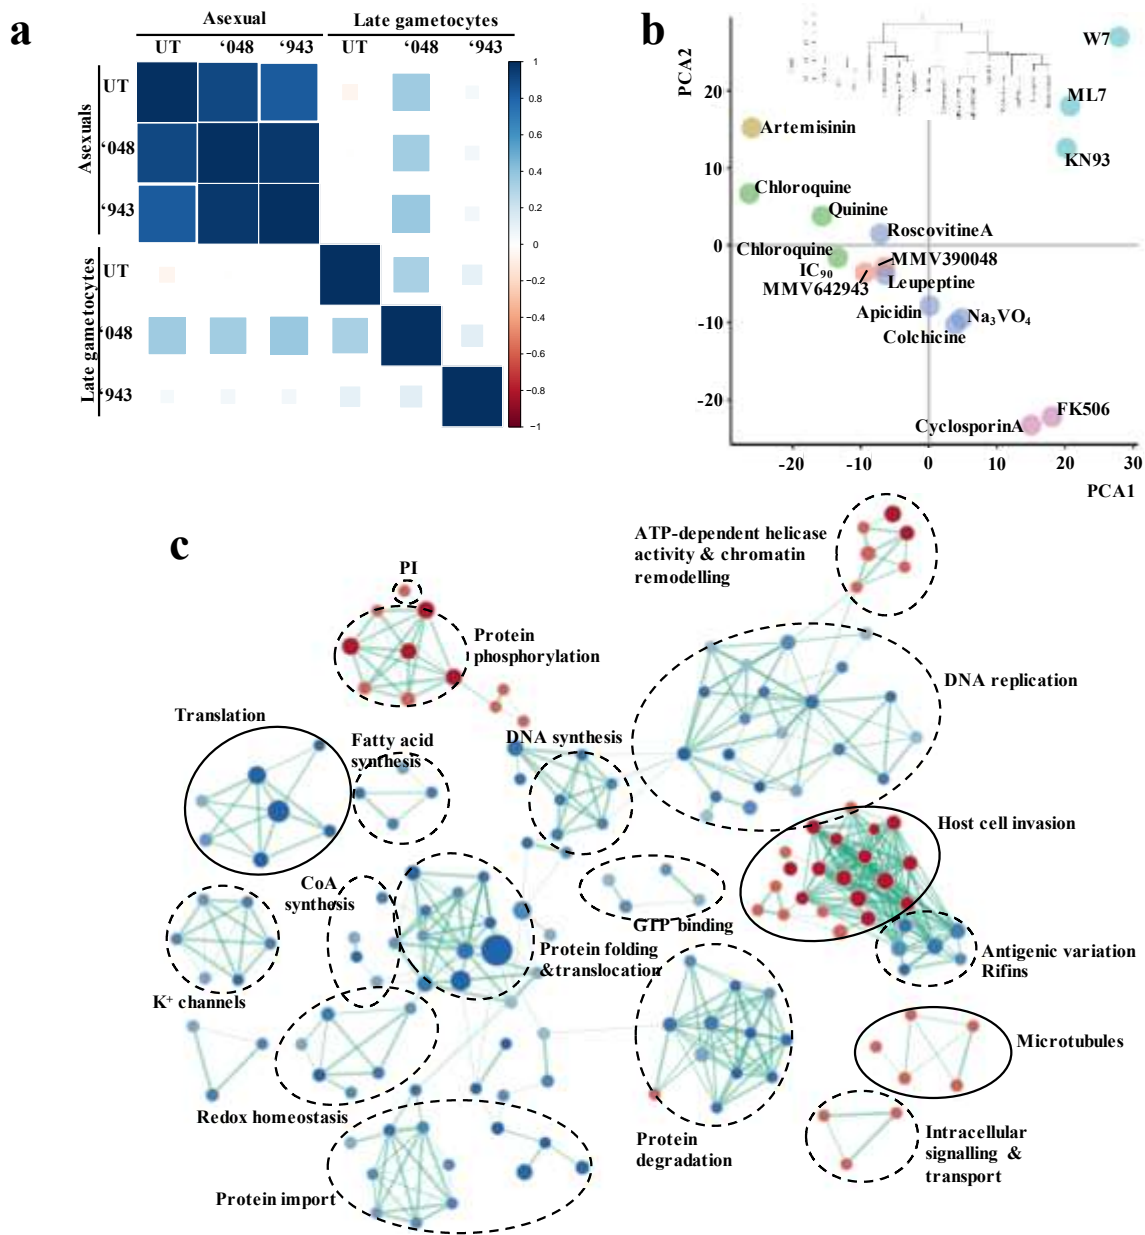 a
Asexual
Late gametocytes
UT
‘048
‘943
UT
‘048
‘943
Asexuals
UT
‘048
‘943
Late gametocytes
UT
‘048
‘943
1
0.8
0.6
0.4
0.2
0
−0.2
−0.4
−0.6
−0.8
−1
b
PCA2
20
10
0
-10
-20
-20
-10
0
10
20
30
PCA1
W7
ML7
KN93
Artemisinin
Chloroquine
Quinine
RoscovitineA
Chloroquine
IC90
MMV390048
MMV642943
Leupeptine
Apicidin
Na3VO4
Colchicine
FK506
CyclosporinA
c
ATP-dependent helicase
activity & chromatin
remodelling
PI
Protein
phosphorylation
DNA replication
Translation
Fatty acid
synthesis
DNA synthesis
Host cell invasion
CoA
synthesis
GTP binding
Protein folding
&translocation
Antigenic variation
Rifins
K+ channels
Microtubules
Redox homeostasis
Protein
degradation
Intracellular
signalling &
transport
Protein import